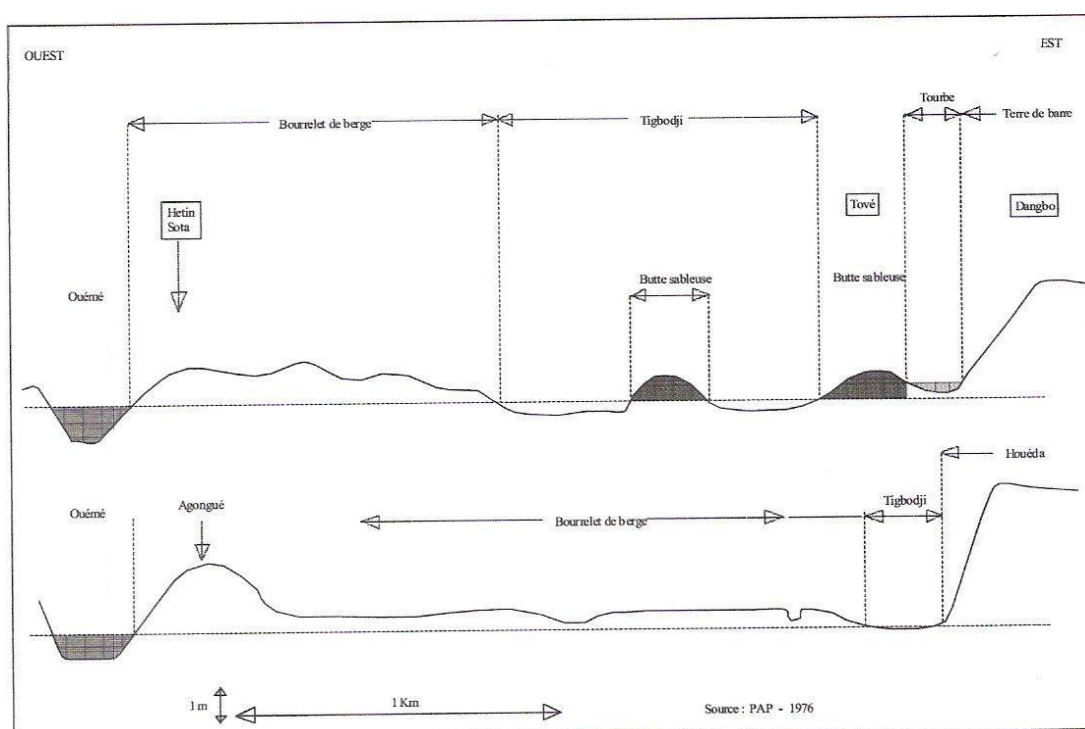 OUEST
EST
Tourbe
Bourrelet de berge
Tigbodji
Terre de barre
Hetin
Sota
Tové
Dangbo
Ouémé
Butte sableuse
Butte sableuse
Houéda
Ouémé
Agongué
Tigbodji
Bourrelet de berge
1 m
1 Km
Source : PAP - 1976